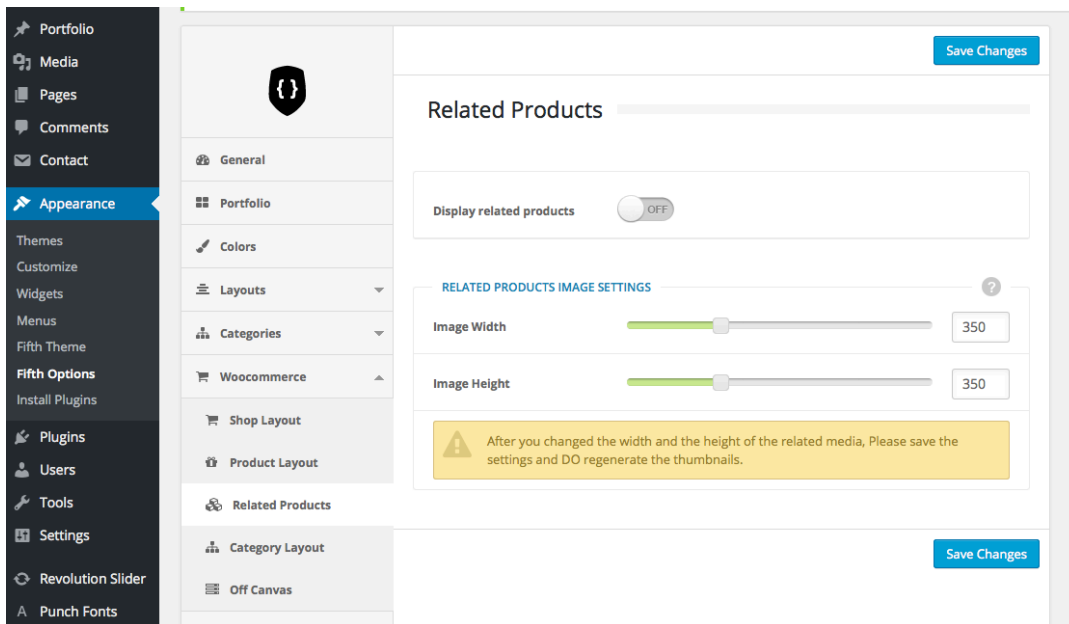 Portfolio
Media
Pages
Comments
Contact
Appearance
Themes
Customize
Widgets
Menus
Fifth Theme
Fifth Options
Install Plugins
Plugins
Users
Tools
Settings
Revolution Slider
A Punch Fonts
{ }
General
Portfolio
Colors
Layouts
Categories
Woocommerce
Shop Layout
Product Layout
Related Products
Category Layout
Off Canvas
Save Changes
Related Products
Display related products OFF
RELATED PRODUCTS IMAGE SETTINGS ?
Image Width 350
Image Height 350
After you changed the width and the height of the related media, Please save the
settings and DO regenerate the thumbnails.
Save Changes